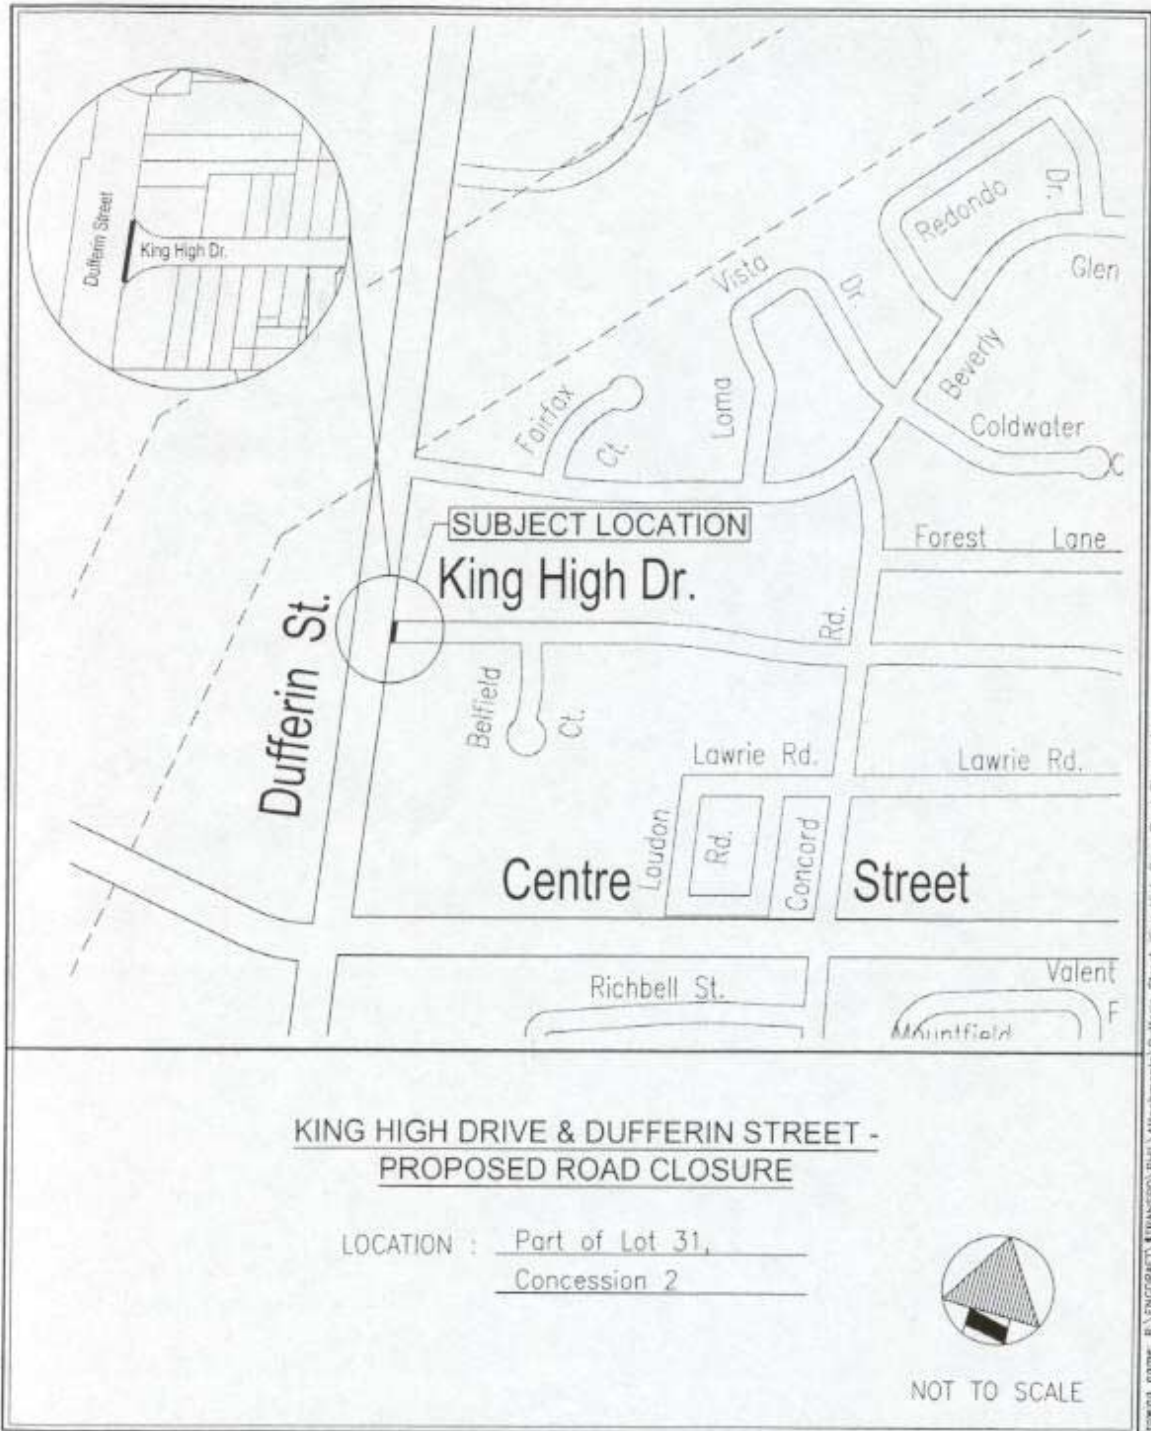 Dufferin Street
King High Dr.
Redondo
Dr.
Glen
Vista
Dr.
Beverly
Loma
Fairfax
Ct.
Coldwater
SUBJECT LOCATION
Forest Lane
King High Dr.
Dufferin St.
Rd.
Belfield
Ct.
Lawrie Rd.
Lawrie Rd.
Loudon
Rd.
Concord
Centre Street
Richbell St.
Valent
F
Mountfield
KING HIGH DRIVE & DUFFERIN STREET -
PROPOSED ROAD CLOSURE
LOCATION : Part of Lot 31,
Concession 2
NOT TO SCALE